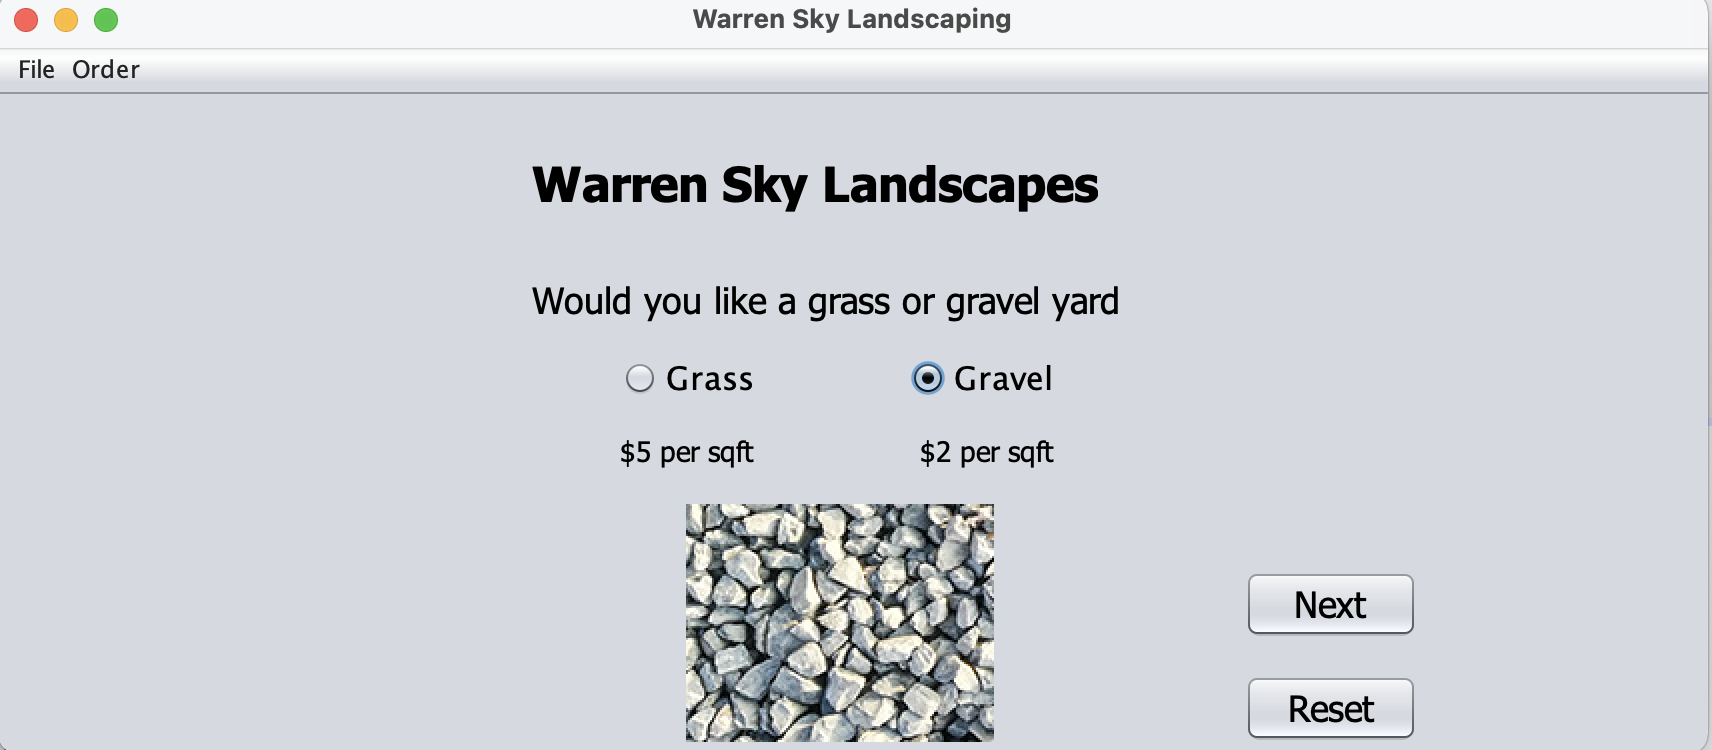 Warren Sky Landscaping
File Order
Warren Sky Landscapes
Would you like a grass or gravel yard
Grass Gravel
$5 per sqft $2 per sqft
Next
Reset